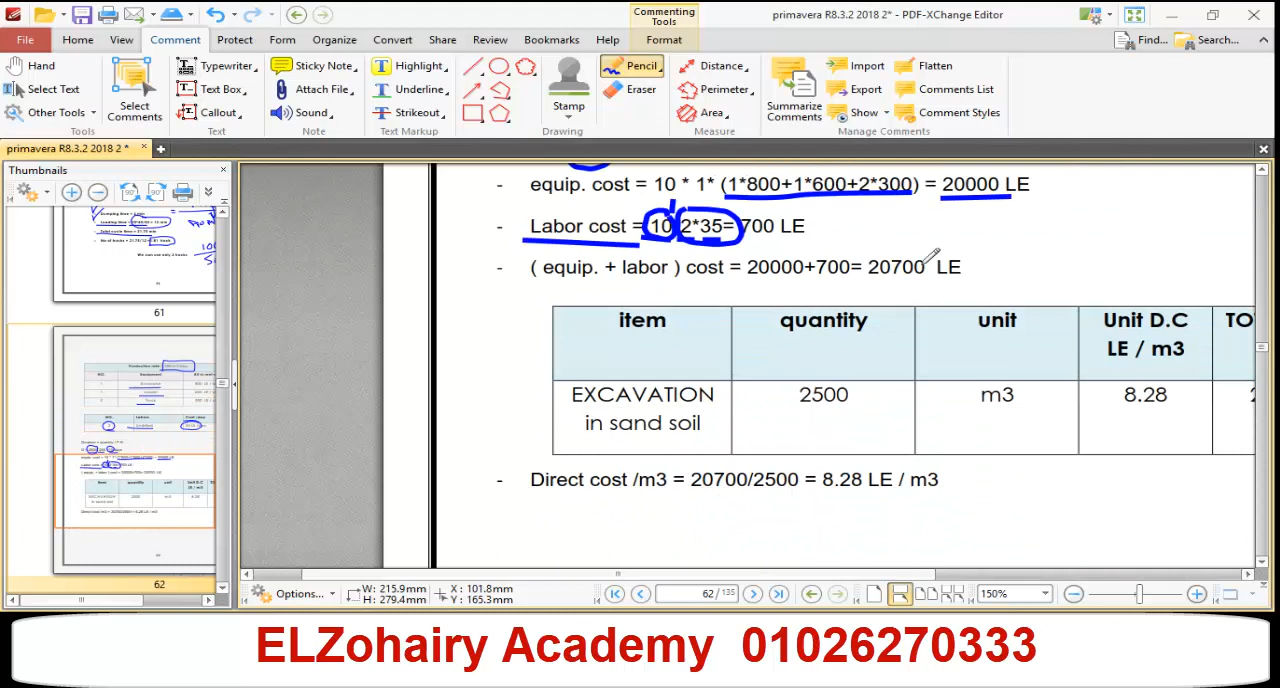 Commenting Tools
primavera R8.3.2 2018 2* - PDF-XChange Editor
File Home View Comment Protect Form Organize Convert Share Review Bookmarks Help Format Find... Search...
Hand Select Text Other Tools Select Comments Tools
Typewriter Text Box Callout Text
Sticky Note Attach File Sound Note
Highlight Underline Strikeout Text Markup
Pencil Eraser Drawing
Stamp
Distance Perimeter Area Measure
Summarize Comments Import Export Show Flatten Comments List Comment Styles Manage Comments
primavera R8.3.2 2018 2 *
Thumbnails
61
62
- equip. cost = 10 * 1* (1*800+1*600+2*300) = 20000 LE
- Labor cost = 10 2*35= 700 LE
- ( equip. + labor ) cost = 20000+700= 20700 LE
item quantity unit Unit D.C LE / m3 TO
EXCAVATION in sand soil 2500 m3 8.28 2
- Direct cost /m3 = 20700/2500 = 8.28 LE / m3
Options... W: 215.9mm H: 279.4mm X: 101.8mm Y: 165.3mm 62 /135 150%
ELZohairy Academy 01026270333